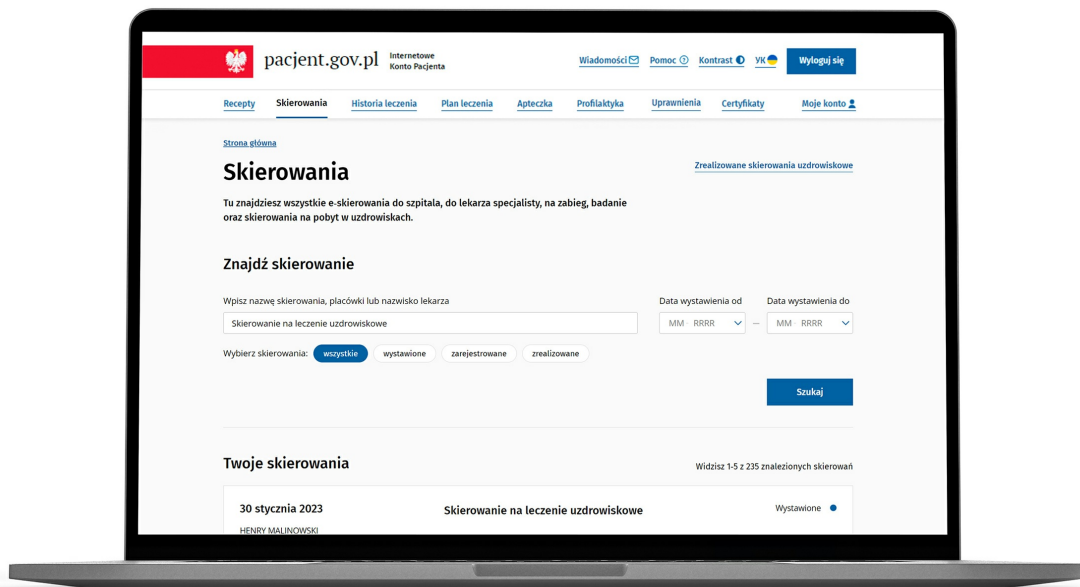 pacjent.gov.pl
Internetowe
Konto Pacjenta
Wiadomości
Pomoc
Kontrast
УК
Wyloguj się
Recepty
Skierowania
Historia leczenia
Plan leczenia
Apteczka
Profilaktyka
Uprawnienia
Certyfikaty
Moje konto
Strona główna
Skierowania
Zrealizowane skierowania uzdrowiskowe
Tu znajdziesz wszystkie e-skierowania do szpitala, do lekarza specjalisty, na zabieg, badanie
oraz skierowania na pobyt w uzdrowiskach.
Znajdź skierowanie
Wpisz nazwę skierowania, placówki lub nazwisko lekarza
Data wystawienia od
Data wystawienia do
Skierowanie na leczenie uzdrowiskowe
MM - RRRR
–
MM - RRRR
Wybierz skierowania:
wszystkie
wystawione
zarejestrowane
zrealizowane
Szukaj
Twoje skierowania
Widzisz 1-5 z 235 znalezionych skierowań
30 stycznia 2023
Skierowanie na leczenie uzdrowiskowe
Wystawione
HENRY MALINOWSKI